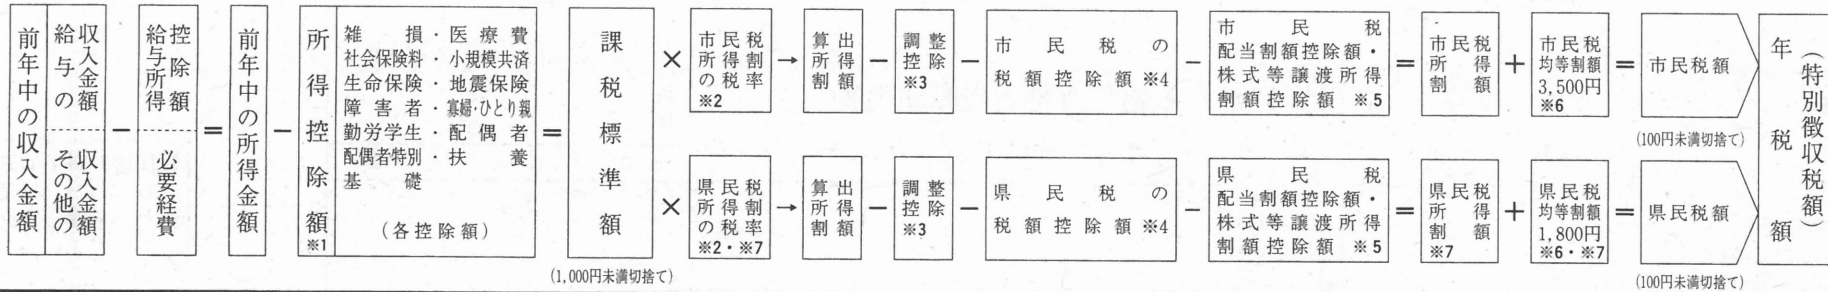 前年中の収入金額
給与の収入金額
その他の収入金額
－
給与所得控除額
必要経費
＝
前年中の所得金額
－
所得控除額
※1
雑損・医療費
社会保険料・小規模共済
生命保険・地震保険
障害者・寡婦・ひとり親
勤労学生・配偶者
配偶者特別・扶養
基礎
(各控除額)
＝
課税標準額
(1,000円未満切捨て)
×
市民税
所得割
の税率
※2
→
算出
所得
割額
－
調整
控除
※3
－
市民税の
税額控除額※4
－
市民税
配当割額控除額・
株式等譲渡所得
割額控除額 ※5
＝
市民税
所得
割額
＋
市民税
均等割額
3,500円
※6
＝
市民税額
(100円未満切捨て)
×
県民税
所得割
の税率
※2・※7
→
算出
所得
割額
－
調整
控除
※3
－
県民税の
税額控除額※4
－
県民税
配当割額控除額・
株式等譲渡所得
割額控除額 ※5
＝
県民税
所得
割額
※7
＋
県民税
均等割額
1,800円
※6・※7
＝
県民税額
(100円未満切捨て)
年税額
(特別徴収税額)